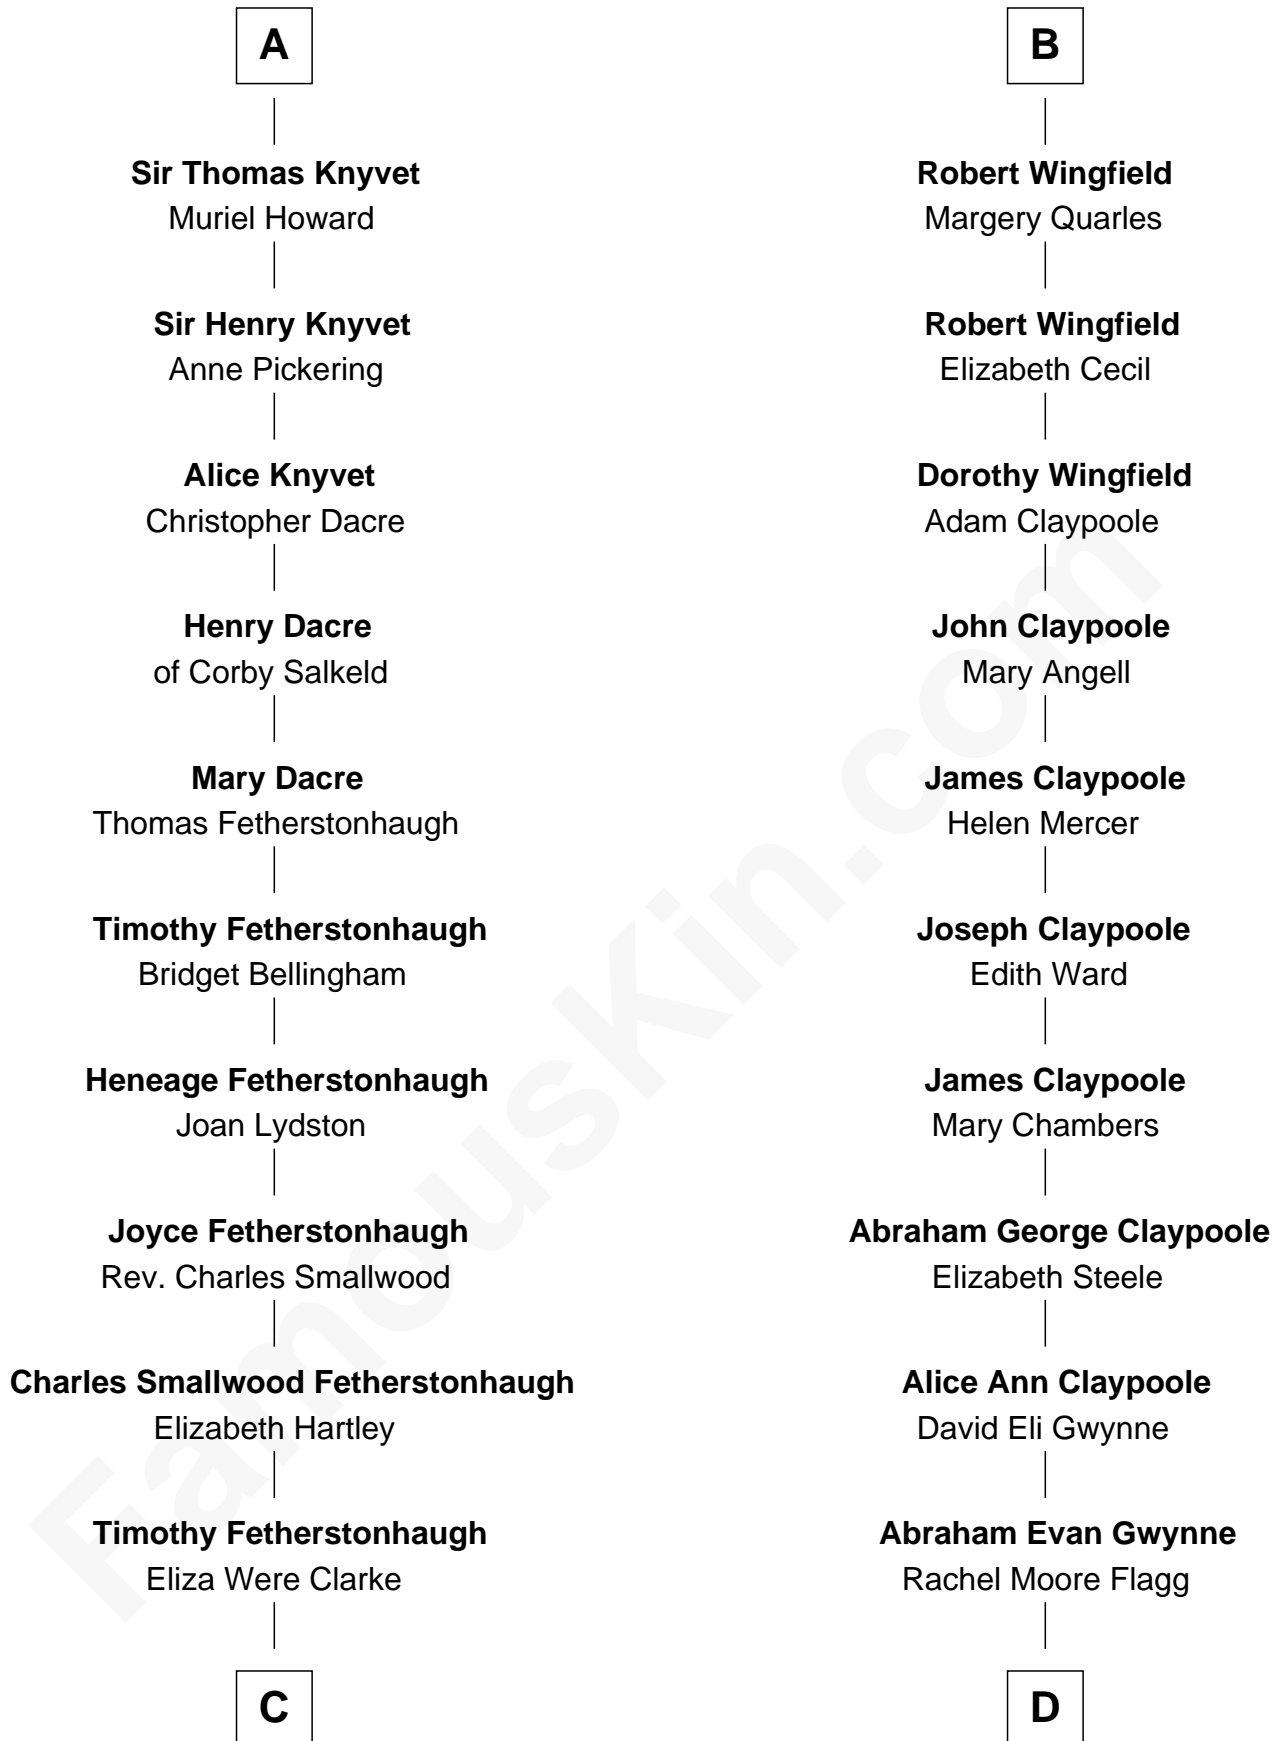 A
Sir Thomas Knyvet
Muriel Howard
Sir Henry Knyvet
Anne Pickering
Alice Knyvet
Christopher Dacre
Henry Dacre
of Corby Salkeld
Mary Dacre
Thomas Fetherstonhaugh
Timothy Fetherstonhaugh
Bridget Bellingham
Heneage Fetherstonhaugh
Joan Lydston
Joyce Fetherstonhaugh
Rev. Charles Smallwood
Charles Smallwood Fetherstonhaugh
Elizabeth Hartley
Timothy Fetherstonhaugh
Eliza Were Clarke
C
B
Robert Wingfield
Margery Quarles
Robert Wingfield
Elizabeth Cecil
Dorothy Wingfield
Adam Claypoole
John Claypoole
Mary Angell
James Claypoole
Helen Mercer
Joseph Claypoole
Edith Ward
James Claypoole
Mary Chambers
Abraham George Claypoole
Elizabeth Steele
Alice Ann Claypoole
David Eli Gwynne
Abraham Evan Gwynne
Rachel Moore Flagg
D
FamousKin.com